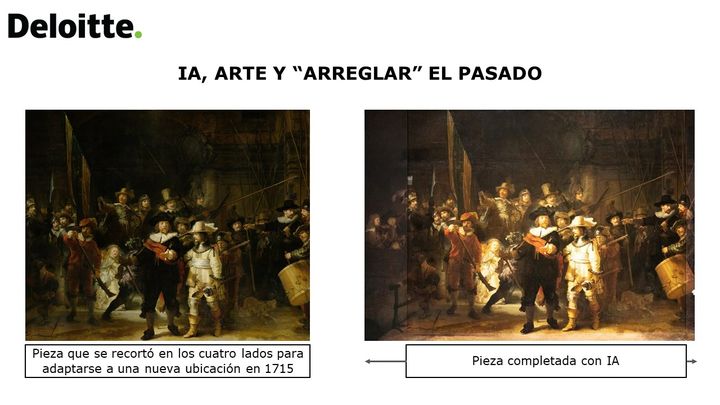 Deloitte.
IA, ARTE Y “ARREGLAR” EL PASADO
Pieza que se recortó en los cuatro lados para
adaptarse a una nueva ubicación en 1715
Pieza completada con IA